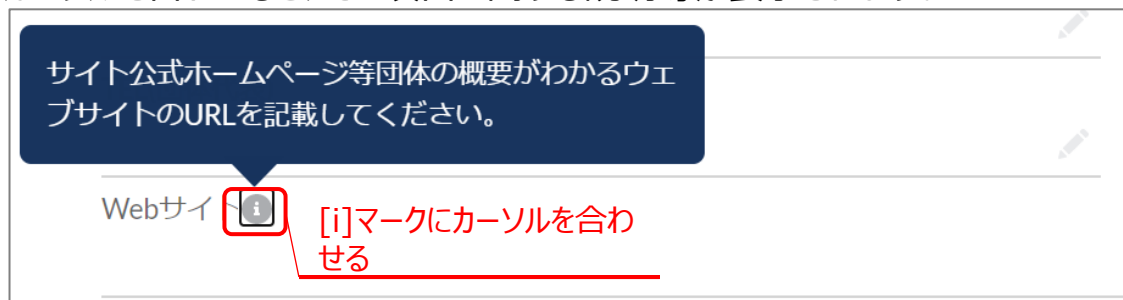 サイト公式ホームページ等団体の概要がわかるウェ
ブサイトのURLを記載してください。
Webサイト
[i]マークにカーソルを合わ
せる